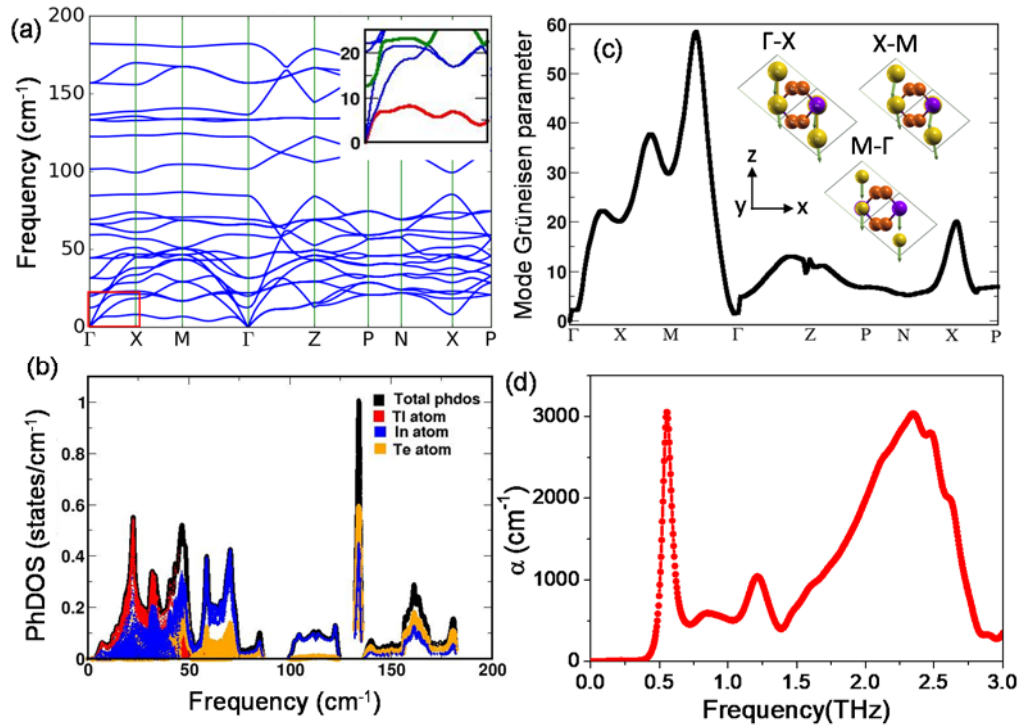 (a)
200
150
100
50
0
Frequency (cm-1)
Γ X M Γ Z P N X P
20
10
0
(b)
1
0.8
0.6
0.4
0.2
0
PhDOS (states/cm-1)
Total phdos
Tl atom
In atom
Te atom
0 50 100 150 200
Frequency (cm-1)
(c)
60
50
40
30
20
10
0
Mode Grüneisen parameter
Γ-X X-M
M-Γ
z
y x
Γ X M Γ Z P N X P
(d)
3000
2000
1000
0
α (cm-1)
0.0 0.5 1.0 1.5 2.0 2.5 3.0
Frequency(THz)